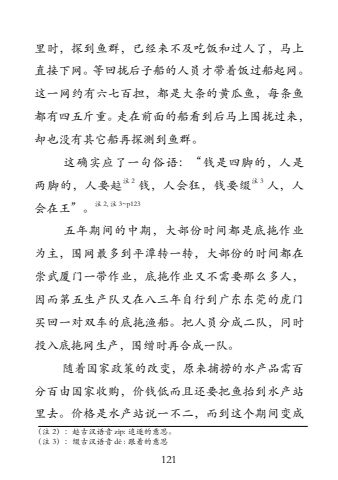 里时，探到鱼群，已经来不及吃饭和过人了，马上
直接下网。等回拢后子船的人员才带着饭过船起网。
这一网约有六七百担，都是大条的黄瓜鱼，每条鱼
都有四五斤重。走在前面的船看到后马上围拢过来，
却也没有其它船再探测到鱼群。
这确实应了一句俗语：“钱是四脚的，人是
两脚的，人要趑注2钱，人会狂，钱要缀注3人，人
会在王”。注2,注3-p123
五年期间的中期，大部份时间都是底拖作业
为主，围网最多到平潭转一转，大部份的时间都在
崇武厦门一带作业，底拖作业又不需要那么多人，
因而第五生产队又在八三年自行到广东东莞的虎门
买回一对双车的底拖渔船。把人员分成二队，同时
投入底拖网生产，围缯时再合成一队。
随着国家政策的改变，原来捕捞的水产品需百
分百由国家收购，价钱低而且还要把鱼抬到水产站
里去。价格是水产站说一不二，而到这个期间变成
（注 2）：趑古汉语音 zip: 追逐的意思。
（注 3）：缀古汉语音 dè : 跟着的意思
121